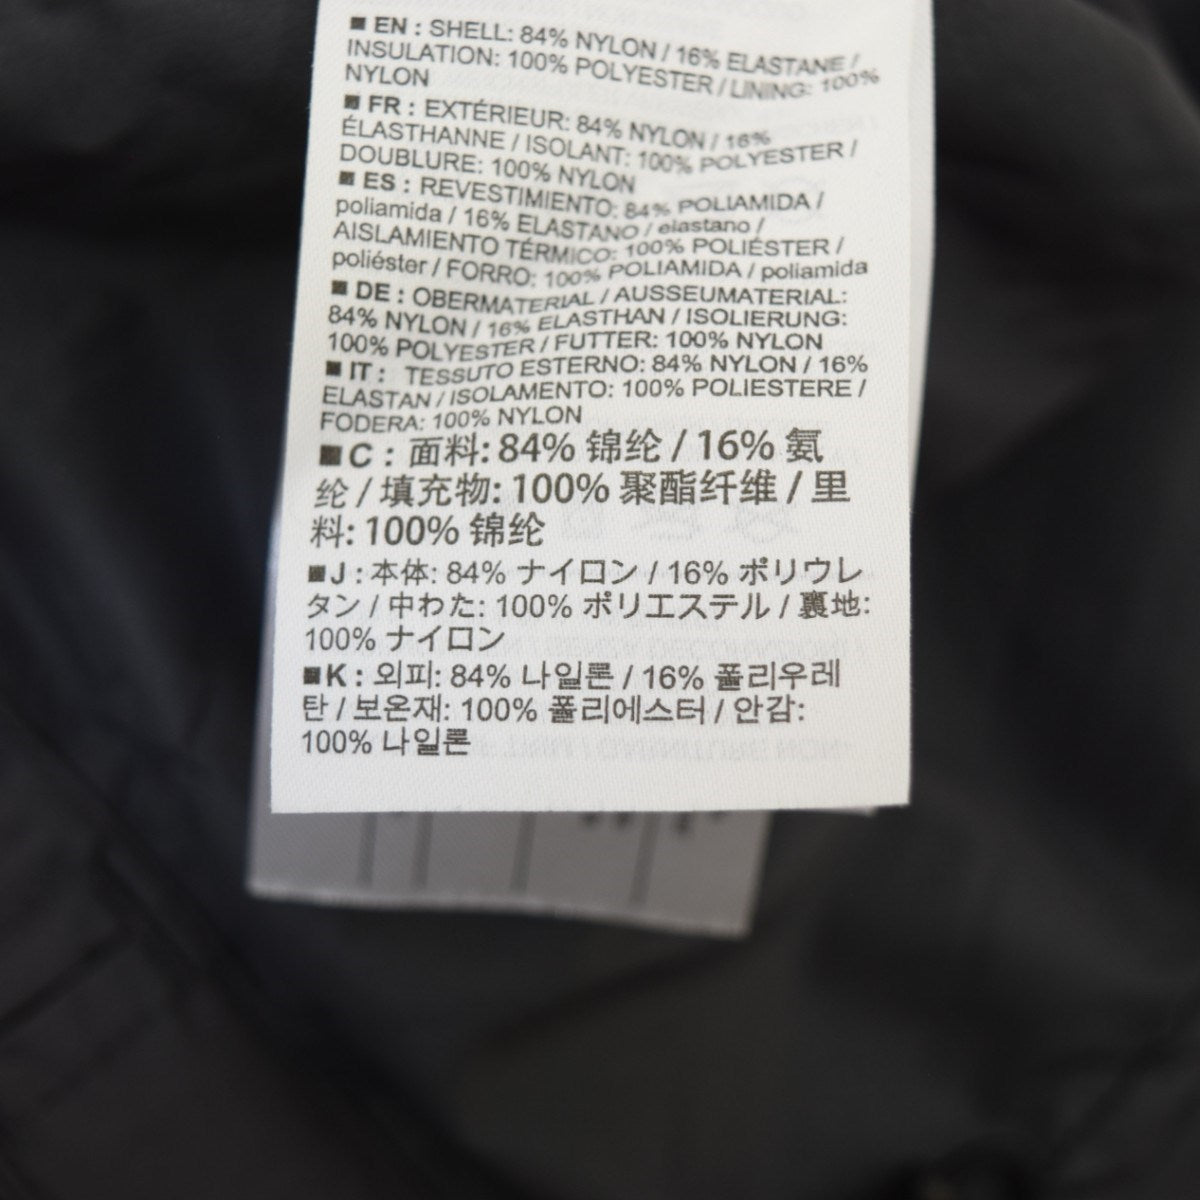 ■ EN : SHELL: 84% NYLON / 16% ELASTANE /
INSULATION: 100% POLYESTER / LINING: 100%
NYLON
■ FR : EXTÉRIEUR: 84% NYLON / 16%
ÉLASTHANNE / ISOLANT: 100% POLYESTER /
DOUBLURE: 100% NYLON
■ ES : REVESTIMIENTO: 84% POLIAMIDA /
poliamida / 16% ELASTANO / elastano /
AISLAMIENTO TÉRMICO: 100% POLIÉSTER /
poliéster / FORRO: 100% POLIAMIDA / poliamida
■ DE : OBERMATERIAL / AUSSEUMATERIAL:
84% NYLON / 16% ELASTHAN / ISOLIERUNG:
100% POLYESTER / FUTTER: 100% NYLON
■ IT : TESSUTO ESTERNO: 84% NYLON / 16%
ELASTAN / ISOLAMENTO: 100% POLIESTERE /
FODERA: 100% NYLON
■ C : 面料: 84% 锦纶 / 16% 氨
纶 / 填充物: 100% 聚酯纤维 / 里
料: 100% 锦纶
■ J : 本体: 84% ナイロン / 16% ポリウレ
タン / 中わた: 100% ポリエステル / 裏地:
100% ナイロン
■ K : 외피: 84% 나일론 / 16% 폴리우레
탄 / 보온재: 100% 폴리에스터 / 안감:
100% 나일론